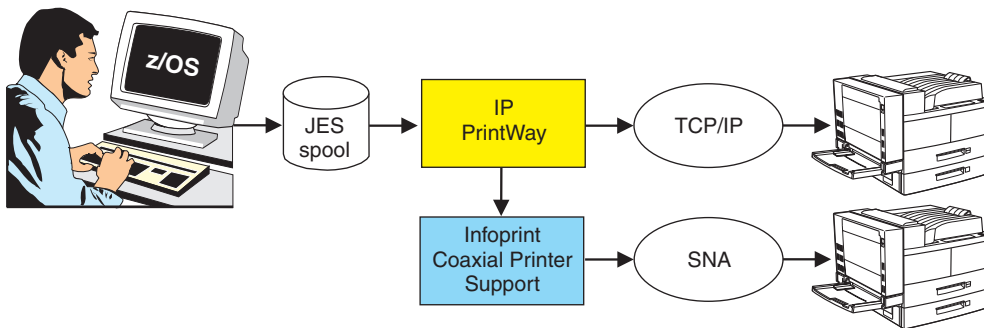 z/OS
JES
spool
IP
PrintWay
TCP/IP
Infoprint
Coaxial Printer
Support
SNA